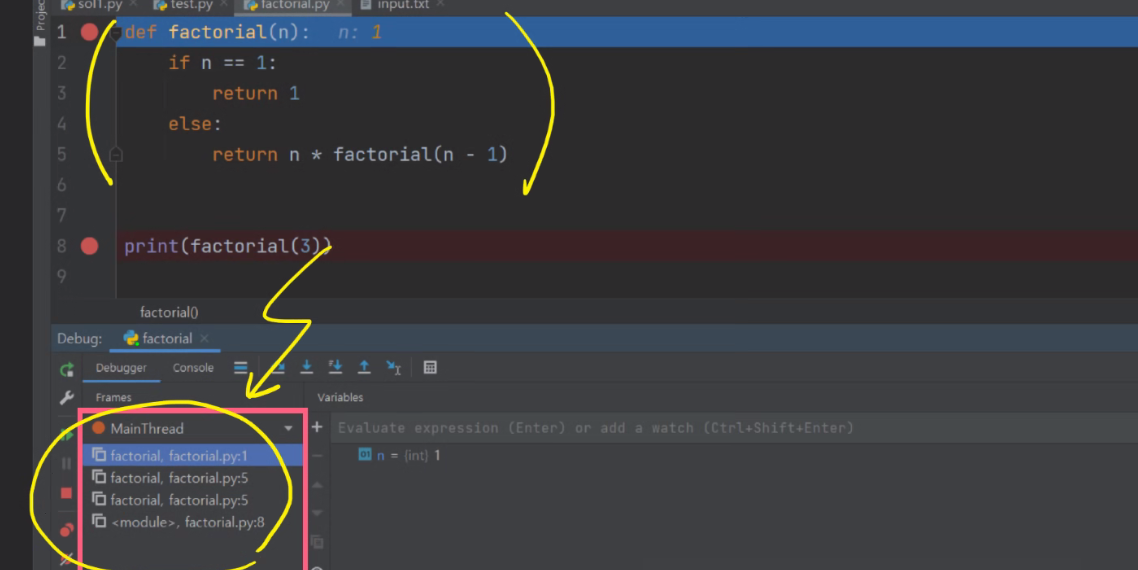 sol1.py test.py factorial.py input.txt
Project
1 def factorial(n): n: 1
2 if n == 1:
3 return 1
4 else:
5 return n * factorial(n - 1)
6
7
8 print(factorial(3))
9
factorial()
Debug: factorial
Debugger Console
Frames Variables
MainThread Evaluate expression (Enter) or add a watch (Ctrl+Shift+Enter)
factorial, factorial.py:1 n = {int} 1
factorial, factorial.py:5
factorial, factorial.py:5
<module>, factorial.py:8